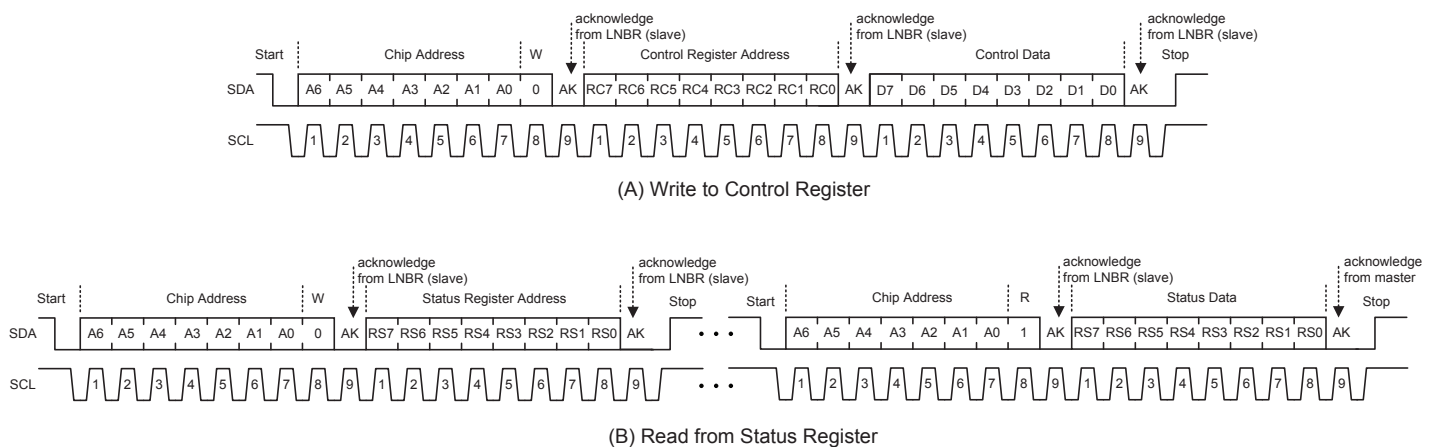 acknowledge acknowledge acknowledge
from LNBR (slave) from LNBR (slave) from LNBR (slave)
Start Chip Address W Control Register Address Control Data Stop
SDA A6 A5 A4 A3 A2 A1 A0 0 AK RC7 RC6 RC5 RC4 RC3 RC2 RC1 RC0 AK D7 D6 D5 D4 D3 D2 D1 D0 AK
SCL 1 2 3 4 5 6 7 8 9 1 2 3 4 5 6 7 8 9 1 2 3 4 5 6 7 8 9
(A) Write to Control Register
acknowledge acknowledge acknowledge acknowledge
from LNBR (slave) from LNBR (slave) from LNBR (slave) from master
Start Chip Address W Status Register Address Stop Start Chip Address R Status Data Stop
SDA A6 A5 A4 A3 A2 A1 A0 0 AK RS7 RS6 RS5 RS4 RS3 RS2 RS1 RS0 AK • • • A6 A5 A4 A3 A2 A1 A0 1 AK RS7 RS6 RS5 RS4 RS3 RS2 RS1 RS0 AK
SCL 1 2 3 4 5 6 7 8 9 1 2 3 4 5 6 7 8 9 • • • 1 2 3 4 5 6 7 8 9 1 2 3 4 5 6 7 8 9
(B) Read from Status Register